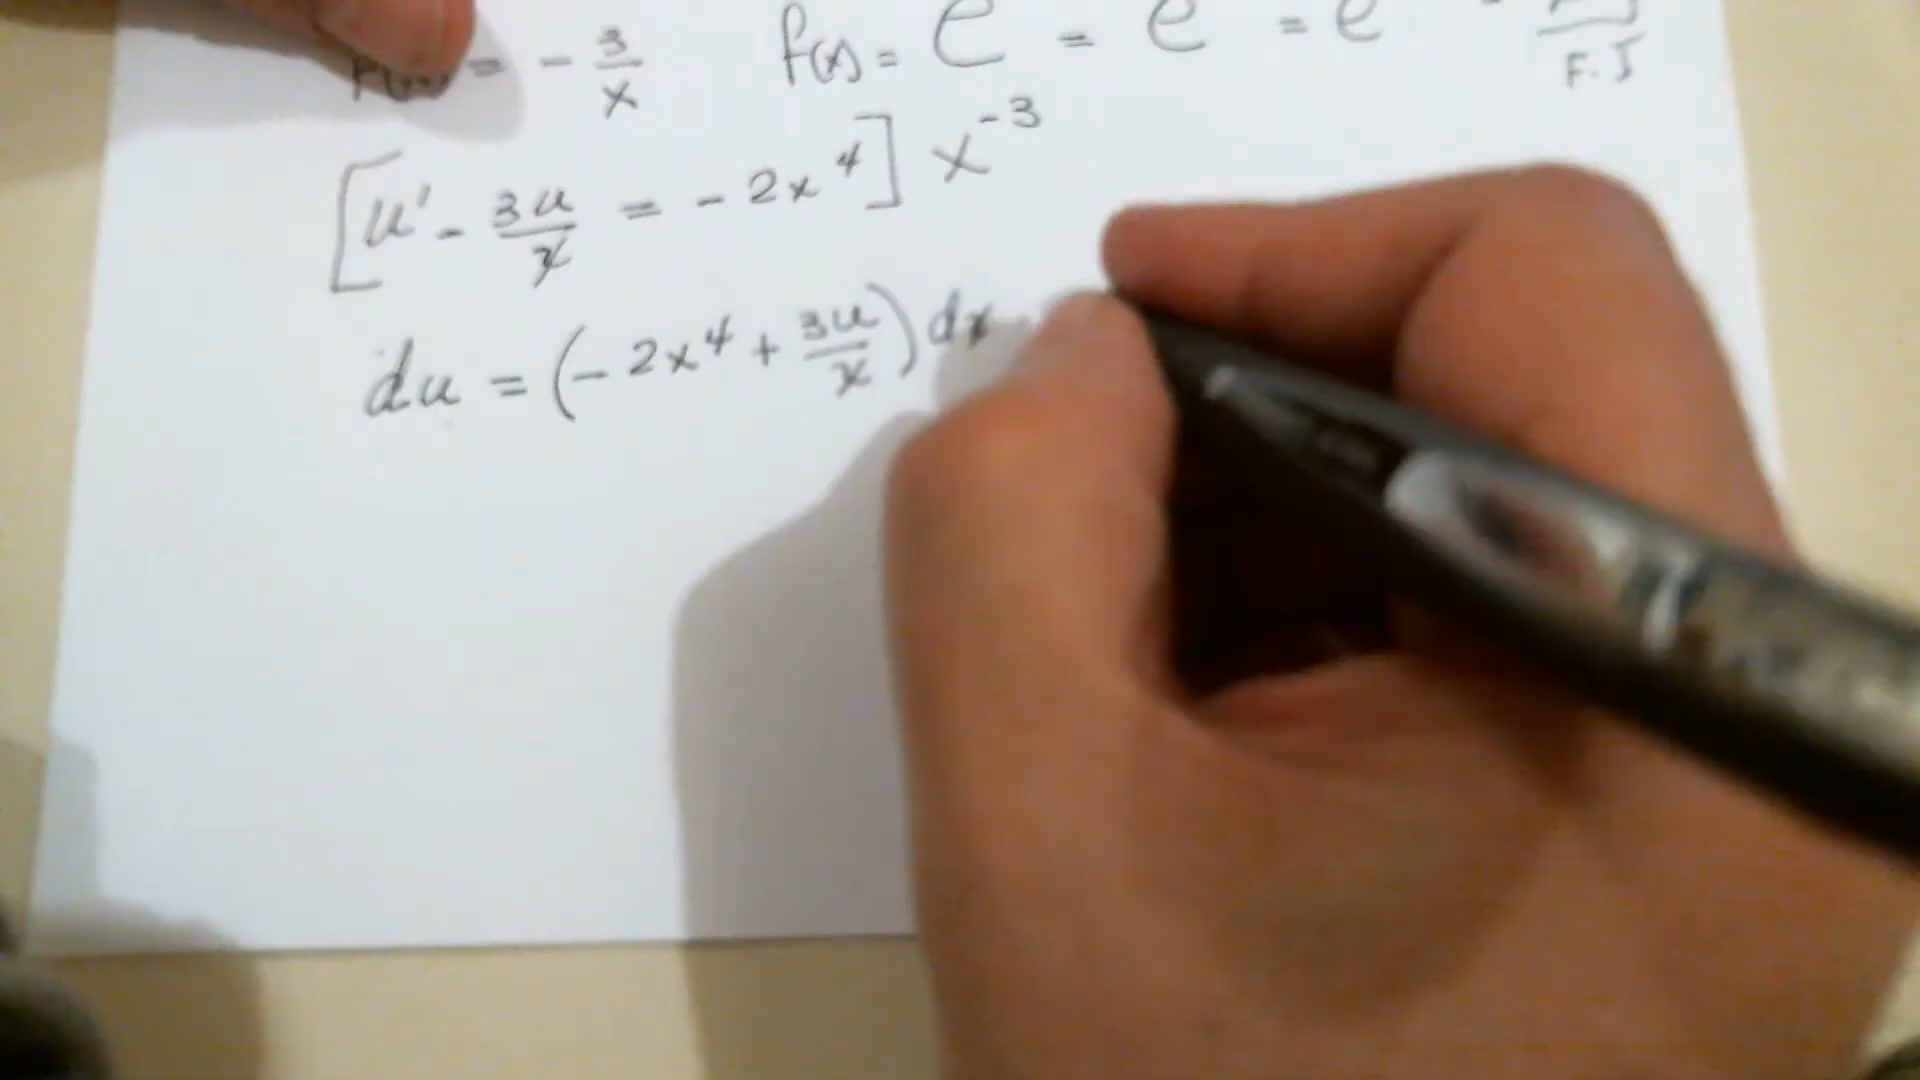 = - 3/x f(x) = e = e = e
F.I
[u' - 3u/x = - 2x^4] x^-3
du = (- 2x^4 + 3u/x) dx